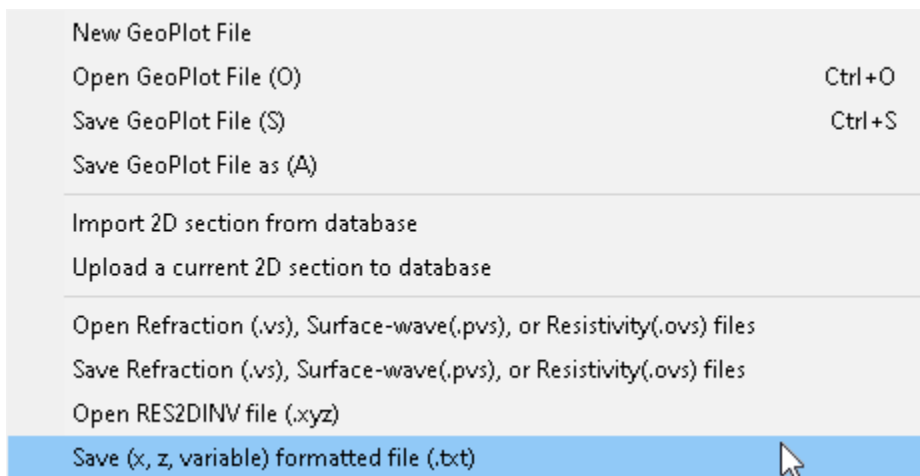 New GeoPlot File
Open GeoPlot File (O) Ctrl+O
Save GeoPlot File (S) Ctrl+S
Save GeoPlot File as (A)
Import 2D section from database
Upload a current 2D section to database
Open Refraction (.vs), Surface-wave(.pvs), or Resistivity(.ovs) files
Save Refraction (.vs), Surface-wave(.pvs), or Resistivity(.ovs) files
Open RES2DINV file (.xyz)
Save (x, z, variable) formatted file (.txt)